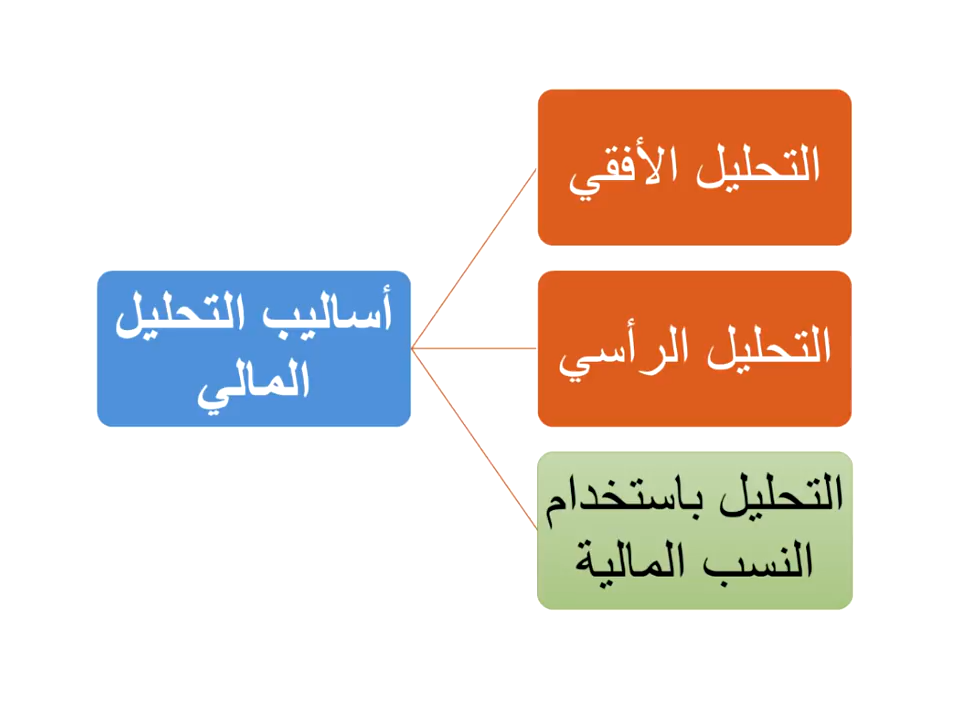 أساليب التحليل
المالي
التحليل الأفقي
التحليل الرأسي
التحليل باستخدام
النسب المالية